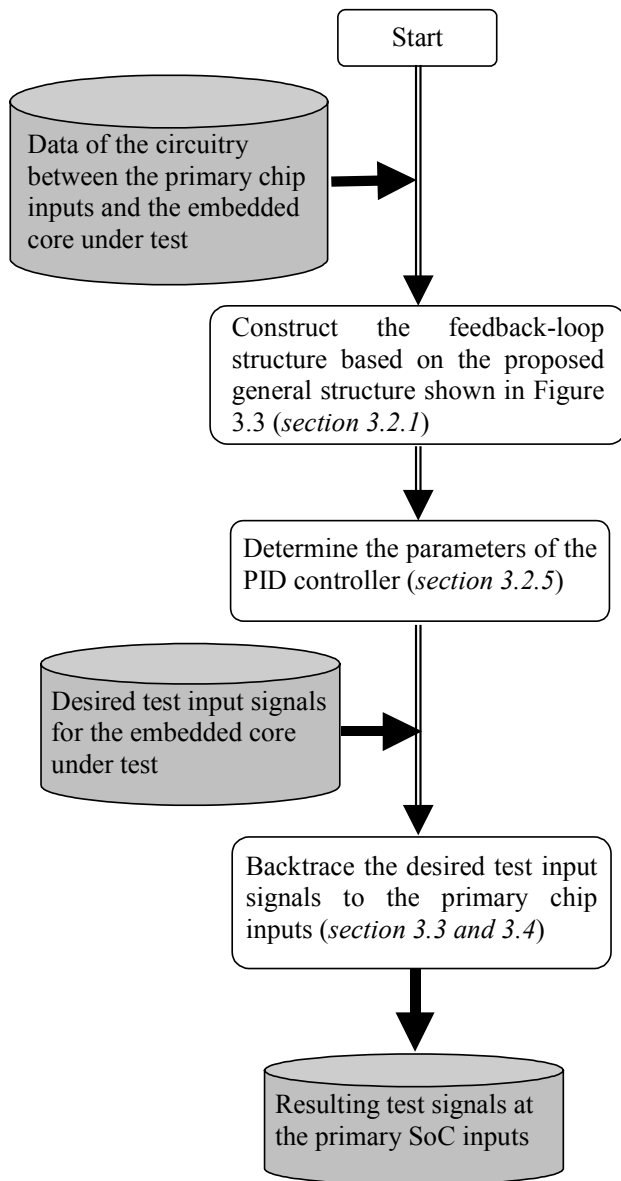 Start
Data of the circuitry
between the primary chip
inputs and the embedded
core under test
Construct the feedback-loop
structure based on the proposed
general structure shown in Figure
3.3 (section 3.2.1)
Determine the parameters of the
PID controller (section 3.2.5)
Desired test input signals
for the embedded core
under test
Backtrace the desired test input
signals to the primary chip
inputs (section 3.3 and 3.4)
Resulting test signals at
the primary SoC inputs